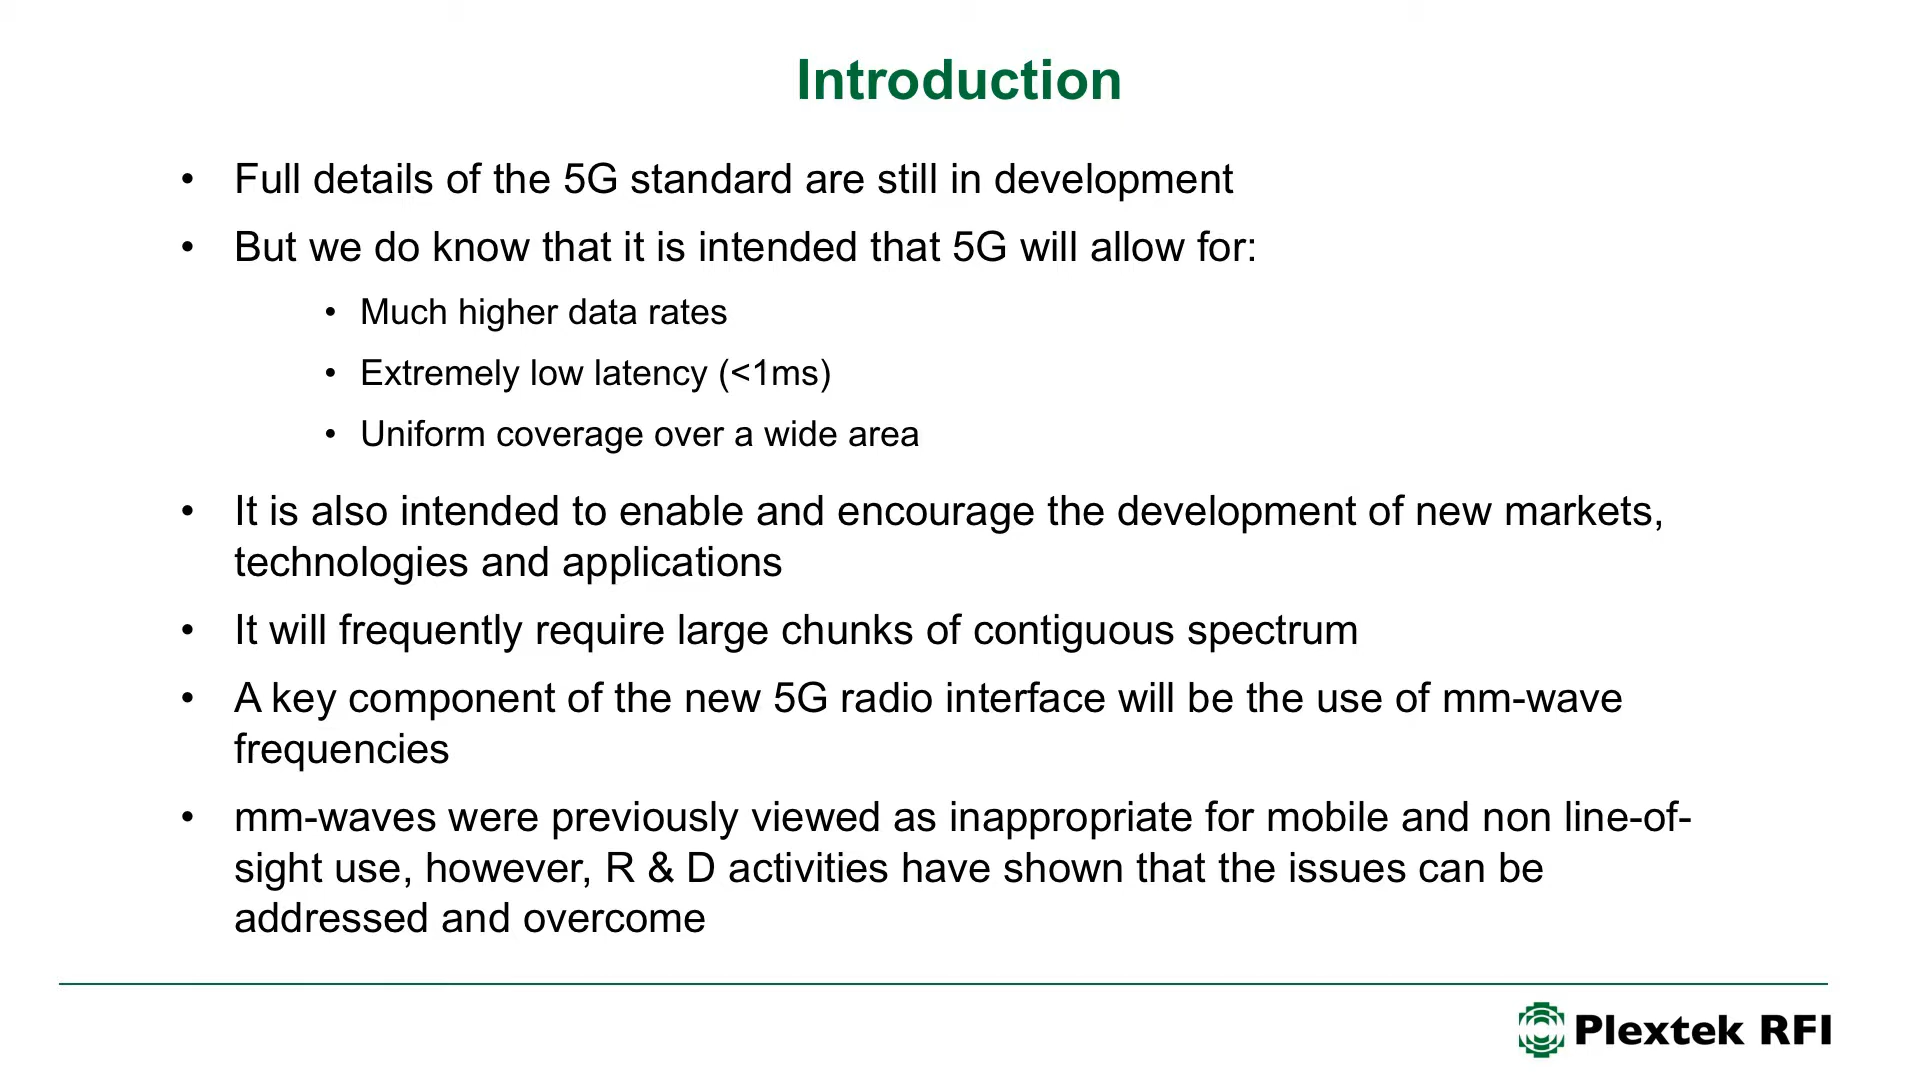 Introduction
• Full details of the 5G standard are still in development
• But we do know that it is intended that 5G will allow for:
• Much higher data rates
• Extremely low latency (<1ms)
• Uniform coverage over a wide area
• It is also intended to enable and encourage the development of new markets,
technologies and applications
• It will frequently require large chunks of contiguous spectrum
• A key component of the new 5G radio interface will be the use of mm-wave
frequencies
• mm-waves were previously viewed as inappropriate for mobile and non line-of-
sight use, however, R & D activities have shown that the issues can be
addressed and overcome
Plextek RFI